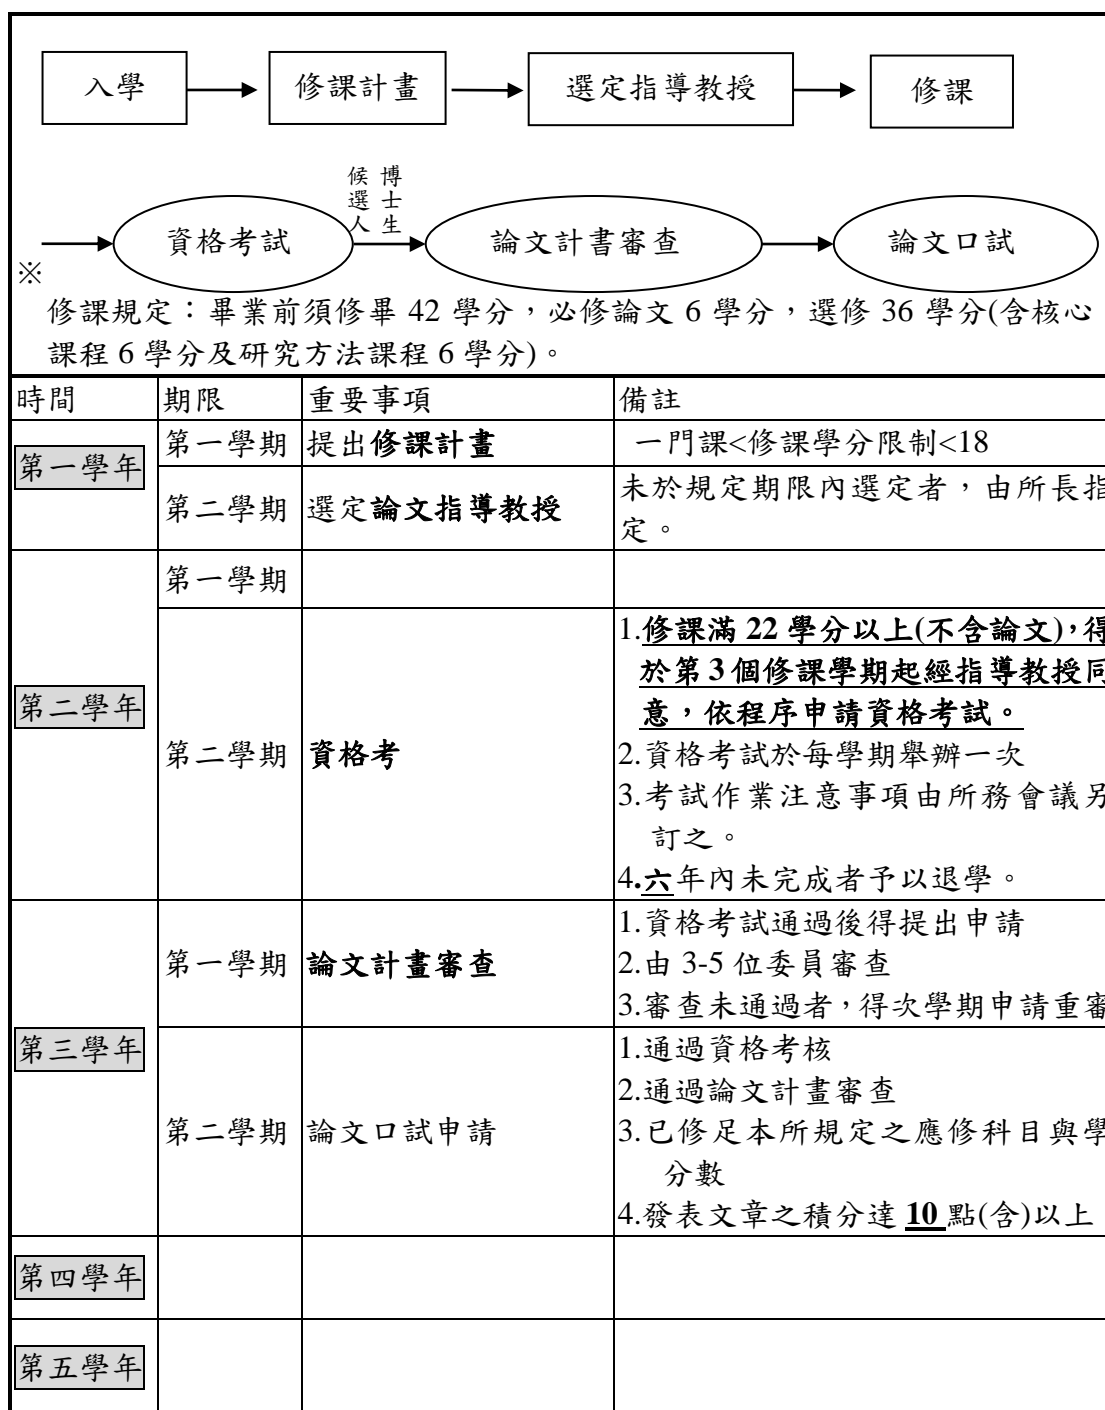 入學 修課計畫 選定指導教授 修課
博士生
候選人
資格考試 論文計書審查 論文口試
※
修課規定：畢業前須修畢 42 學分，必修論文 6 學分，選修 36 學分(含核心
課程 6 學分及研究方法課程 6 學分)。
時間 期限 重要事項 備註
第一學年
第一學期 提出修課計畫 一門課<修課學分限制<18
第二學期 選定論文指導教授 未於規定期限內選定者，由所長指
定。
第二學年
第一學期
第二學期 資格考
1.修課滿 22 學分以上(不含論文)，得
於第 3 個修課學期起經指導教授同
意，依程序申請資格考試。
2.資格考試於每學期舉辦一次
3.考試作業注意事項由所務會議另
訂之。
4.六年內未完成者予以退學。
第三學年
第一學期 論文計畫審查
1.資格考試通過後得提出申請
2.由 3-5 位委員審查
3.審查未通過者，得次學期申請重審
第二學期 論文口試申請
1.通過資格考核
2.通過論文計畫審查
3.已修足本所規定之應修科目與學
分數
4.發表文章之積分達 10 點(含)以上
第四學年
第五學年